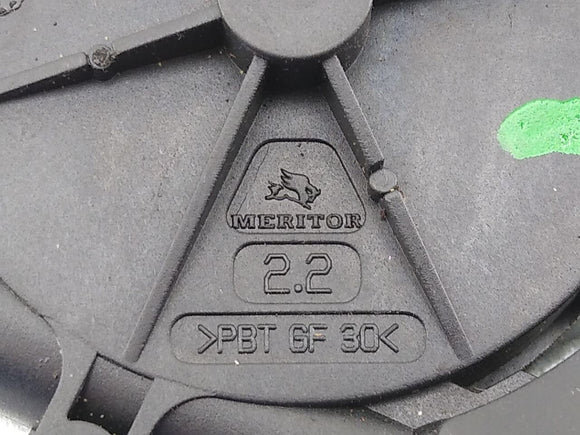 MERITOR
2.2
>PBT GF 30<